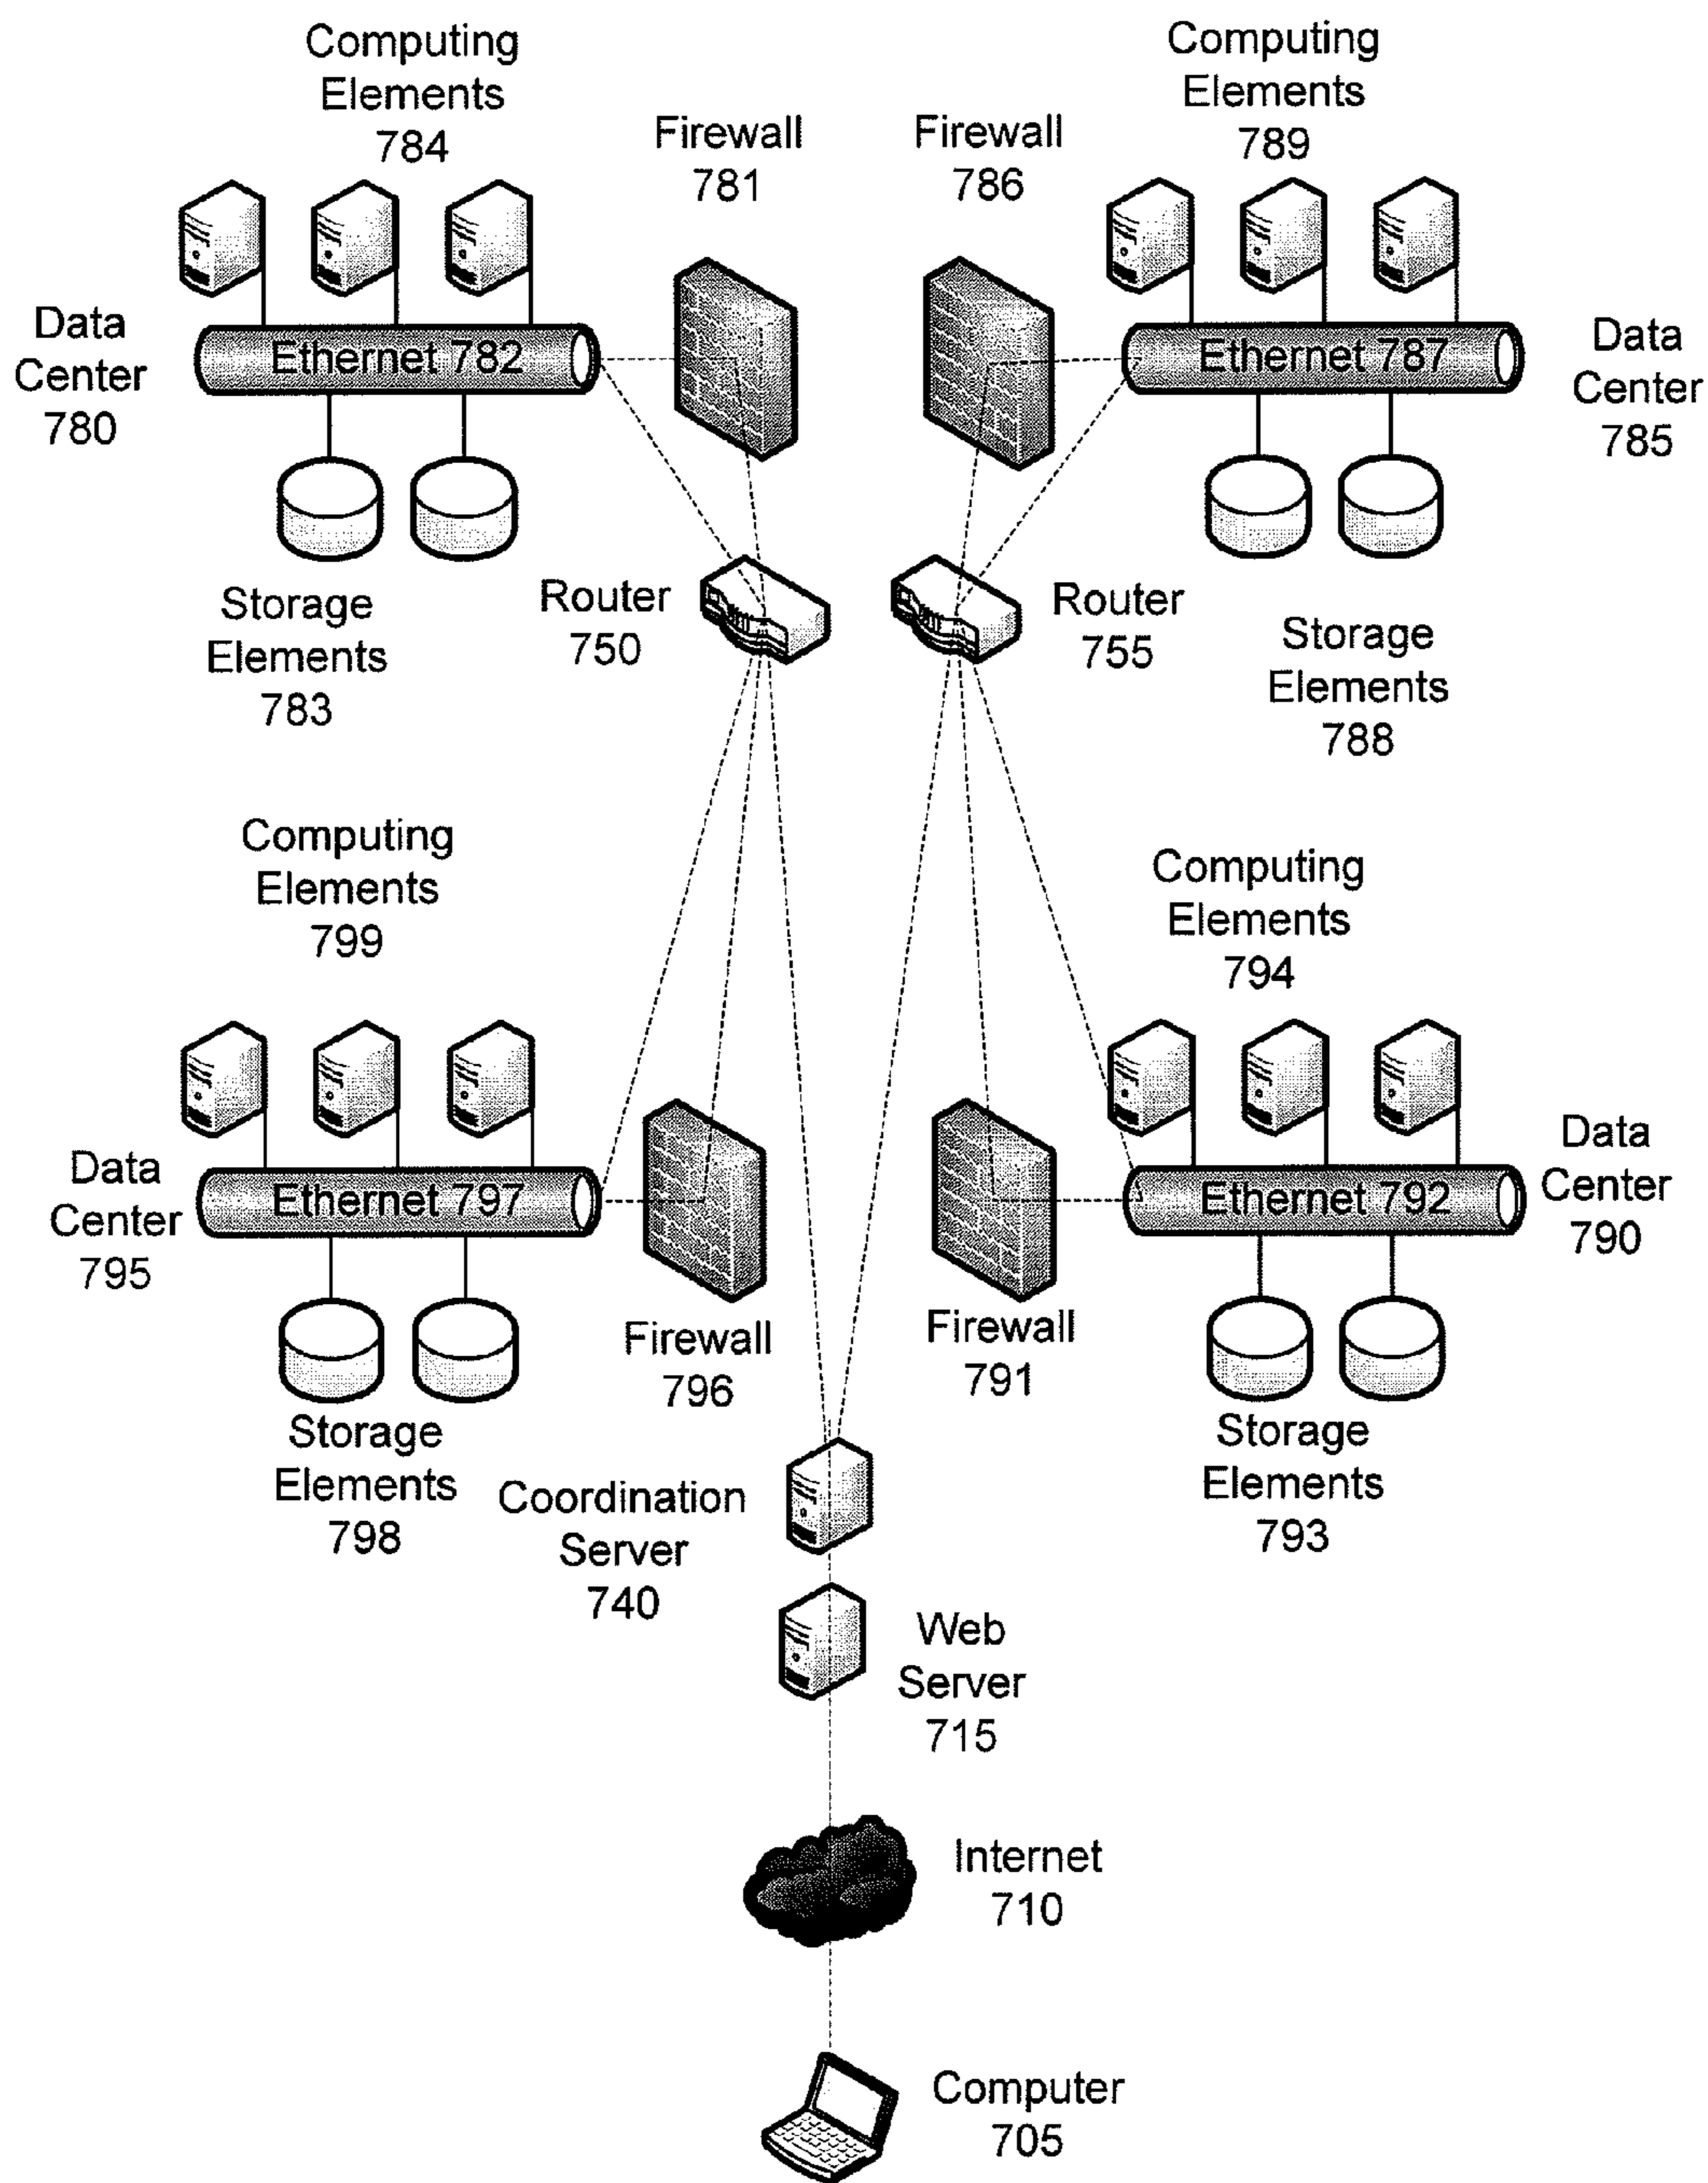 Computing
Elements
784
Firewall
781
Firewall
786
Computing
Elements
789
Data
Center
780
Ethernet 782
Ethernet 787
Data
Center
785
Storage
Elements
783
Router
750
Router
755
Storage
Elements
788
Computing
Elements
799
Computing
Elements
794
Data
Center
795
Ethernet 797
Ethernet 792
Data
Center
790
Firewall
796
Firewall
791
Storage
Elements
798
Storage
Elements
793
Coordination
Server
740
Web
Server
715
Internet
710
Computer
705